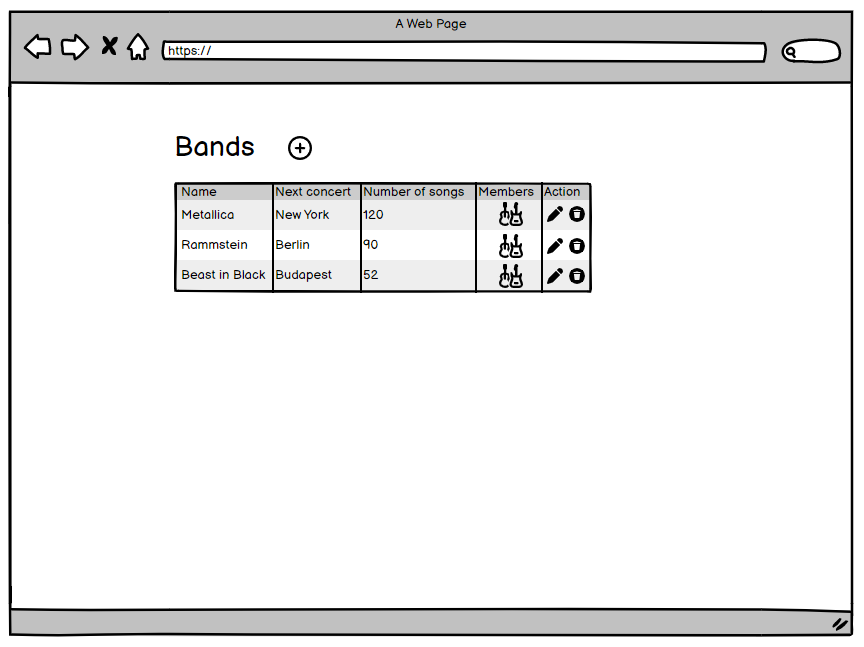 A Web Page
https://
Bands
Name Next concert Number of songs Members Action
Metallica New York 120
Rammstein Berlin 90
Beast in Black Budapest 52